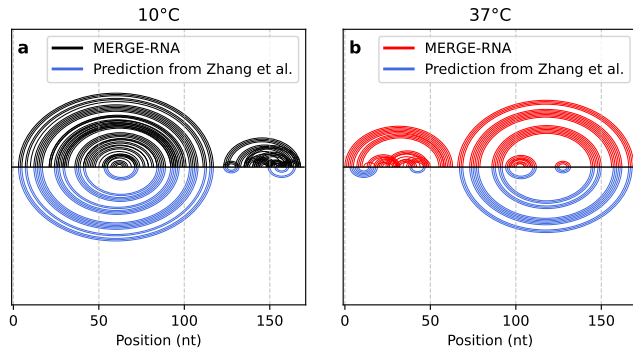 10°C
a
MERGE-RNA
Prediction from Zhang et al.
0 50 100 150
Position (nt)
37°C
b
MERGE-RNA
Prediction from Zhang et al.
0 50 100 150
Position (nt)